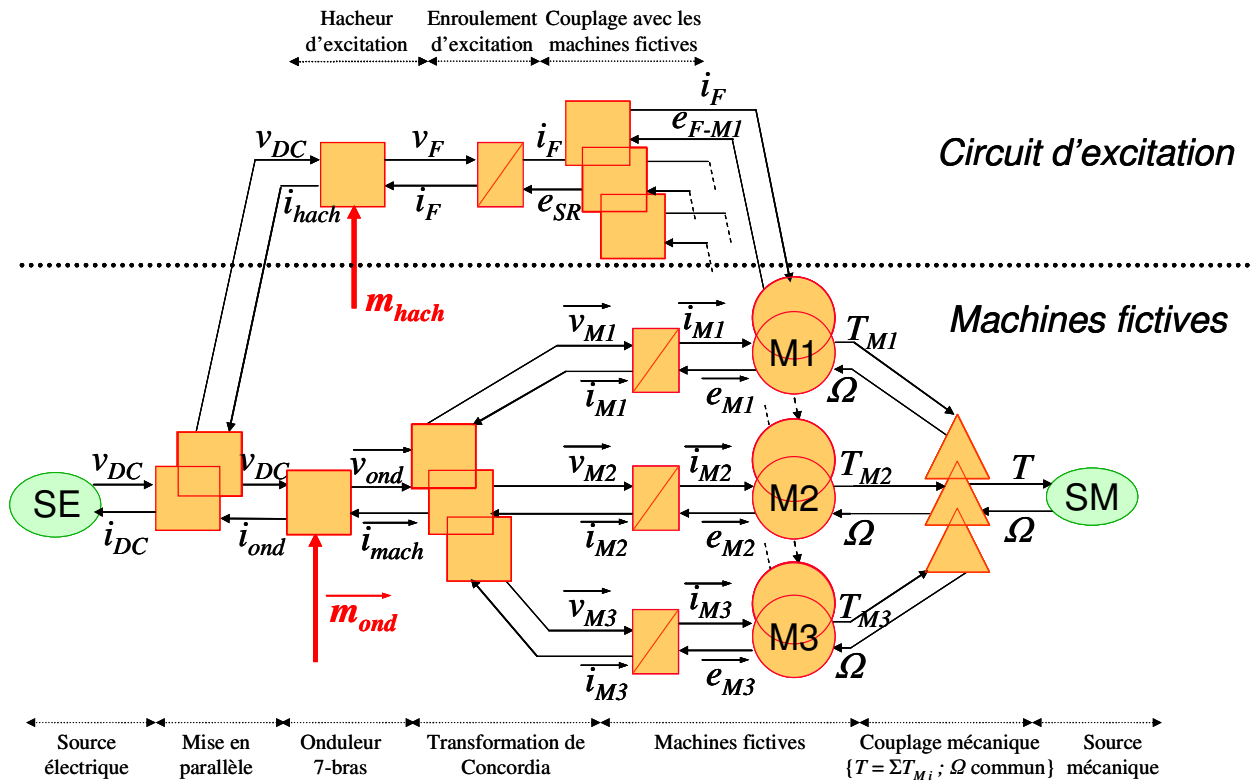 Hacheur
d'excitation
Enroulement
d'excitation
Couplage avec les
machines fictives
v_DC
v_F
i_F
i_F
e_F-M1
i_hach
i_F
e_SR
Circuit d'excitation
m_hach
Machines fictives
v_M1
i_M1
M1
T_M1
i_M1
e_M1
Ω
SE
v_DC
v_DC
v_ond
v_M2
i_M2
M2
T_M2
T
SM
i_DC
i_ond
i_mach
i_M2
e_M2
Ω
Ω
m_ond
v_M3
i_M3
M3
T_M3
i_M3
e_M3
Ω
Source
électrique
Mise en
parallèle
Onduleur
7-bras
Transformation de
Concordia
Machines fictives
Couplage mécanique
{T = ΣT_M i ; Ω commun}
Source
mécanique